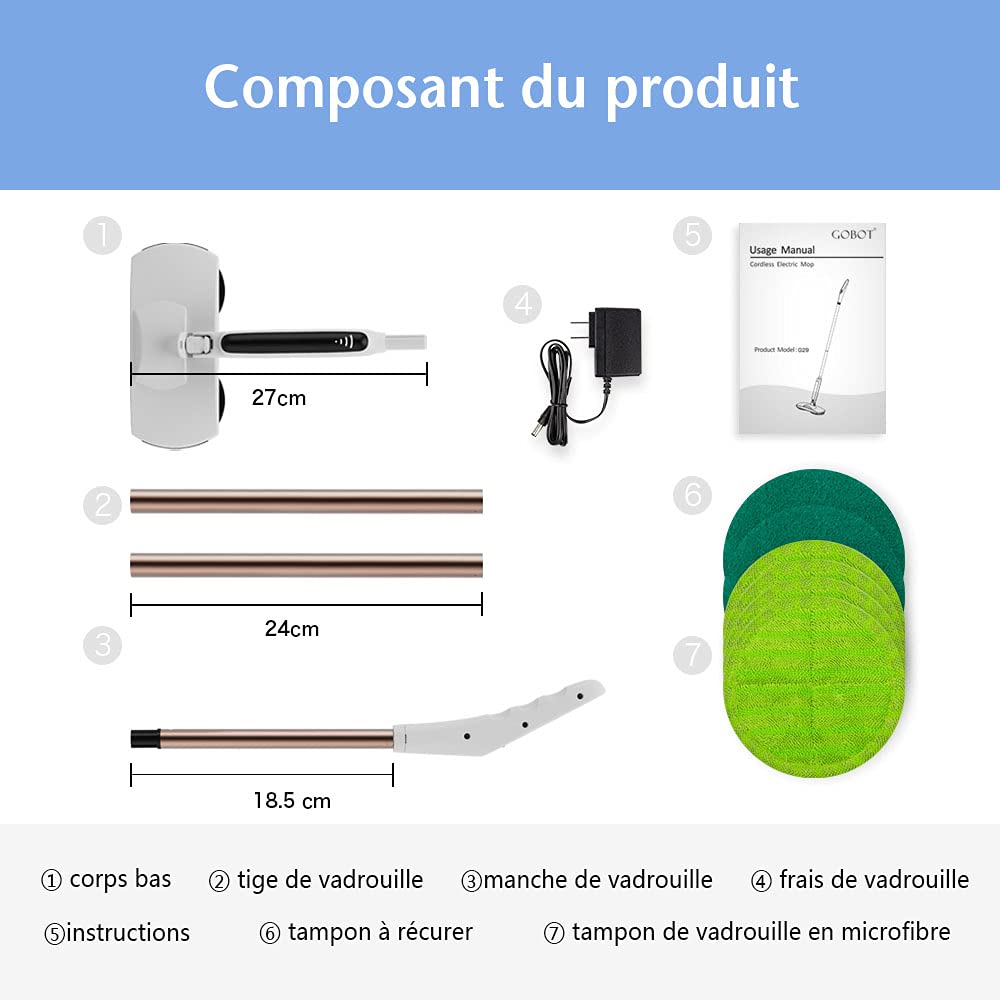 Composant du produit
①
27cm
②
24cm
③
18.5 cm
④
⑤
GOBOT®
Usage Manual
Cordless Electric Mop
Product Model: G29
⑥
⑦
① corps bas ② tige de vadrouille ③manche de vadrouille ④ frais de vadrouille
⑤instructions ⑥ tampon à récurer ⑦ tampon de vadrouille en microfibre